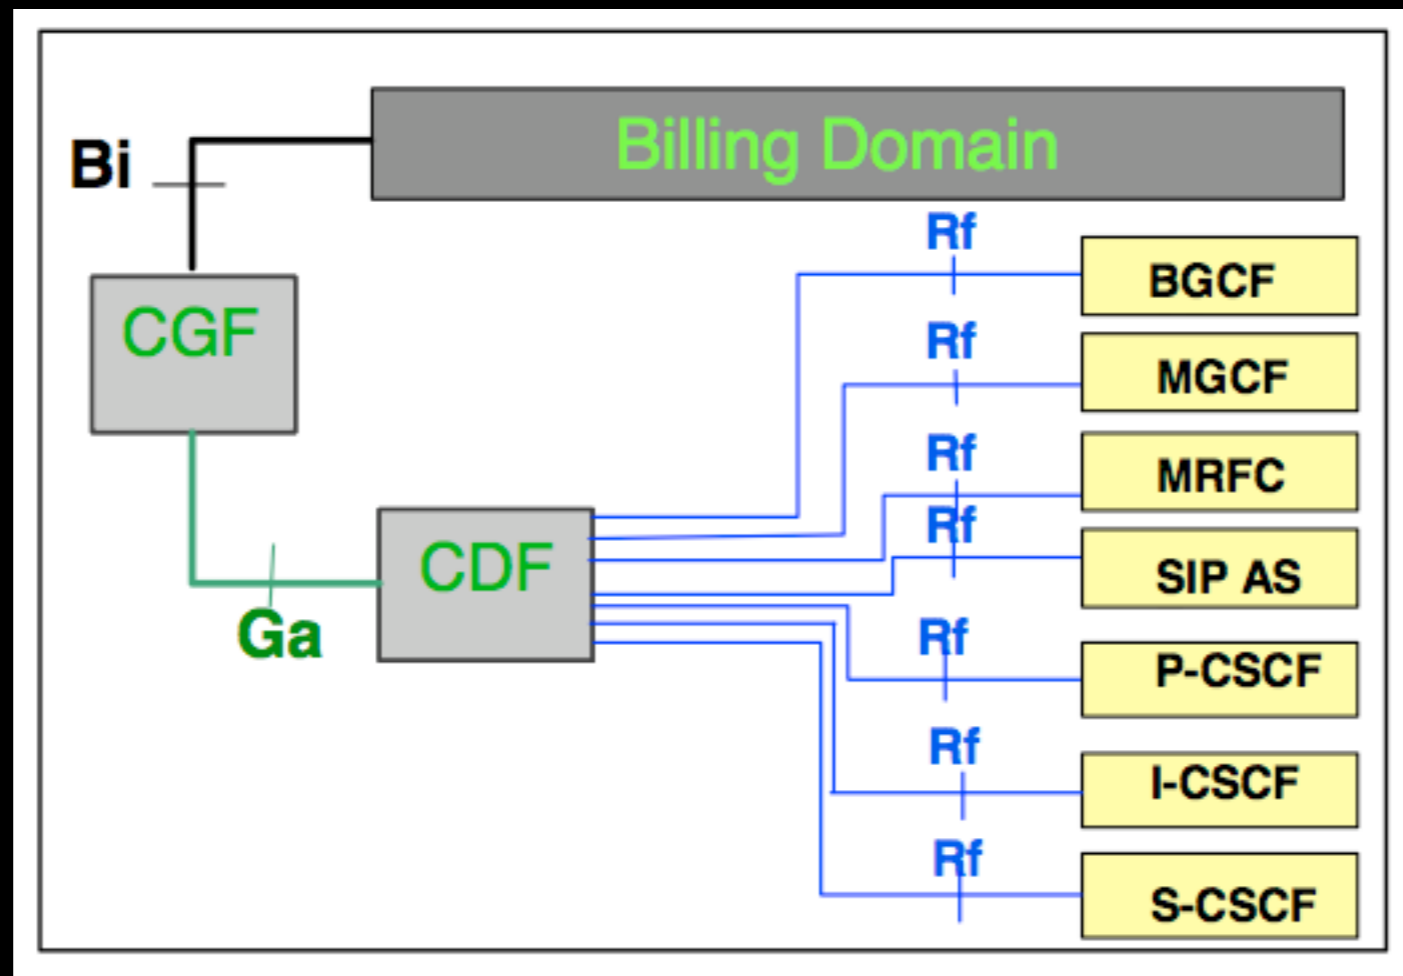 Billing Domain
Bi
Rf
BGCF
CGF
Rf
MGCF
Rf
MRFC
Rf
CDF
SIP AS
Ga
Rf
P-CSCF
Rf
I-CSCF
Rf
S-CSCF